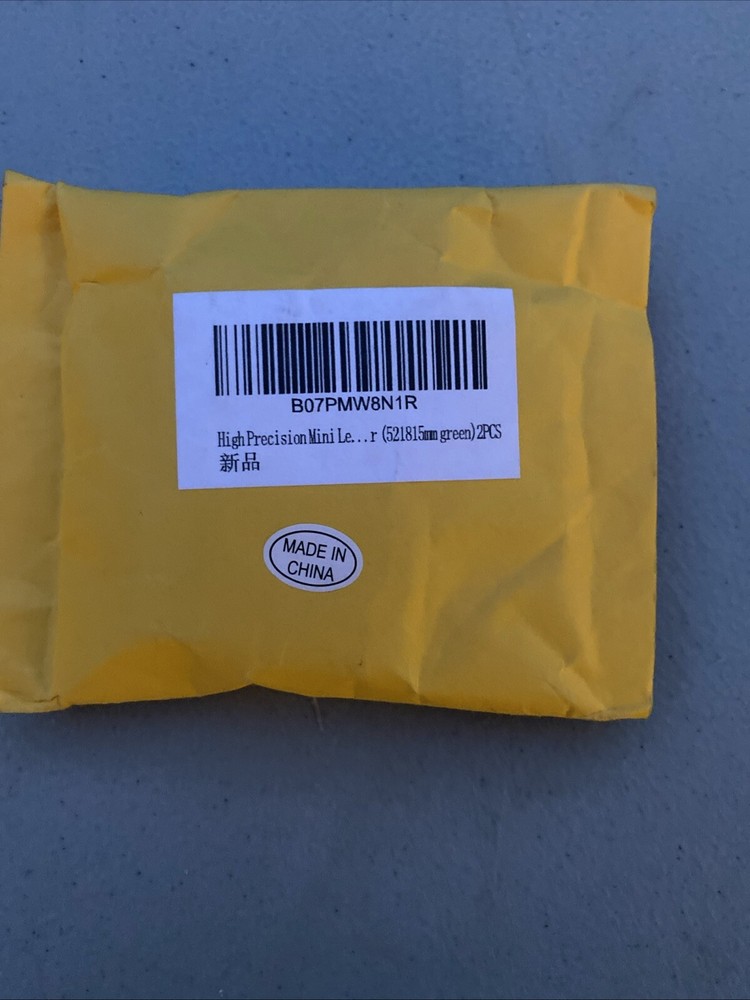 B07PMW8N1R
High Precision Mini Le...r (521815mm green)2PCS
新品
MADE IN
CHINA